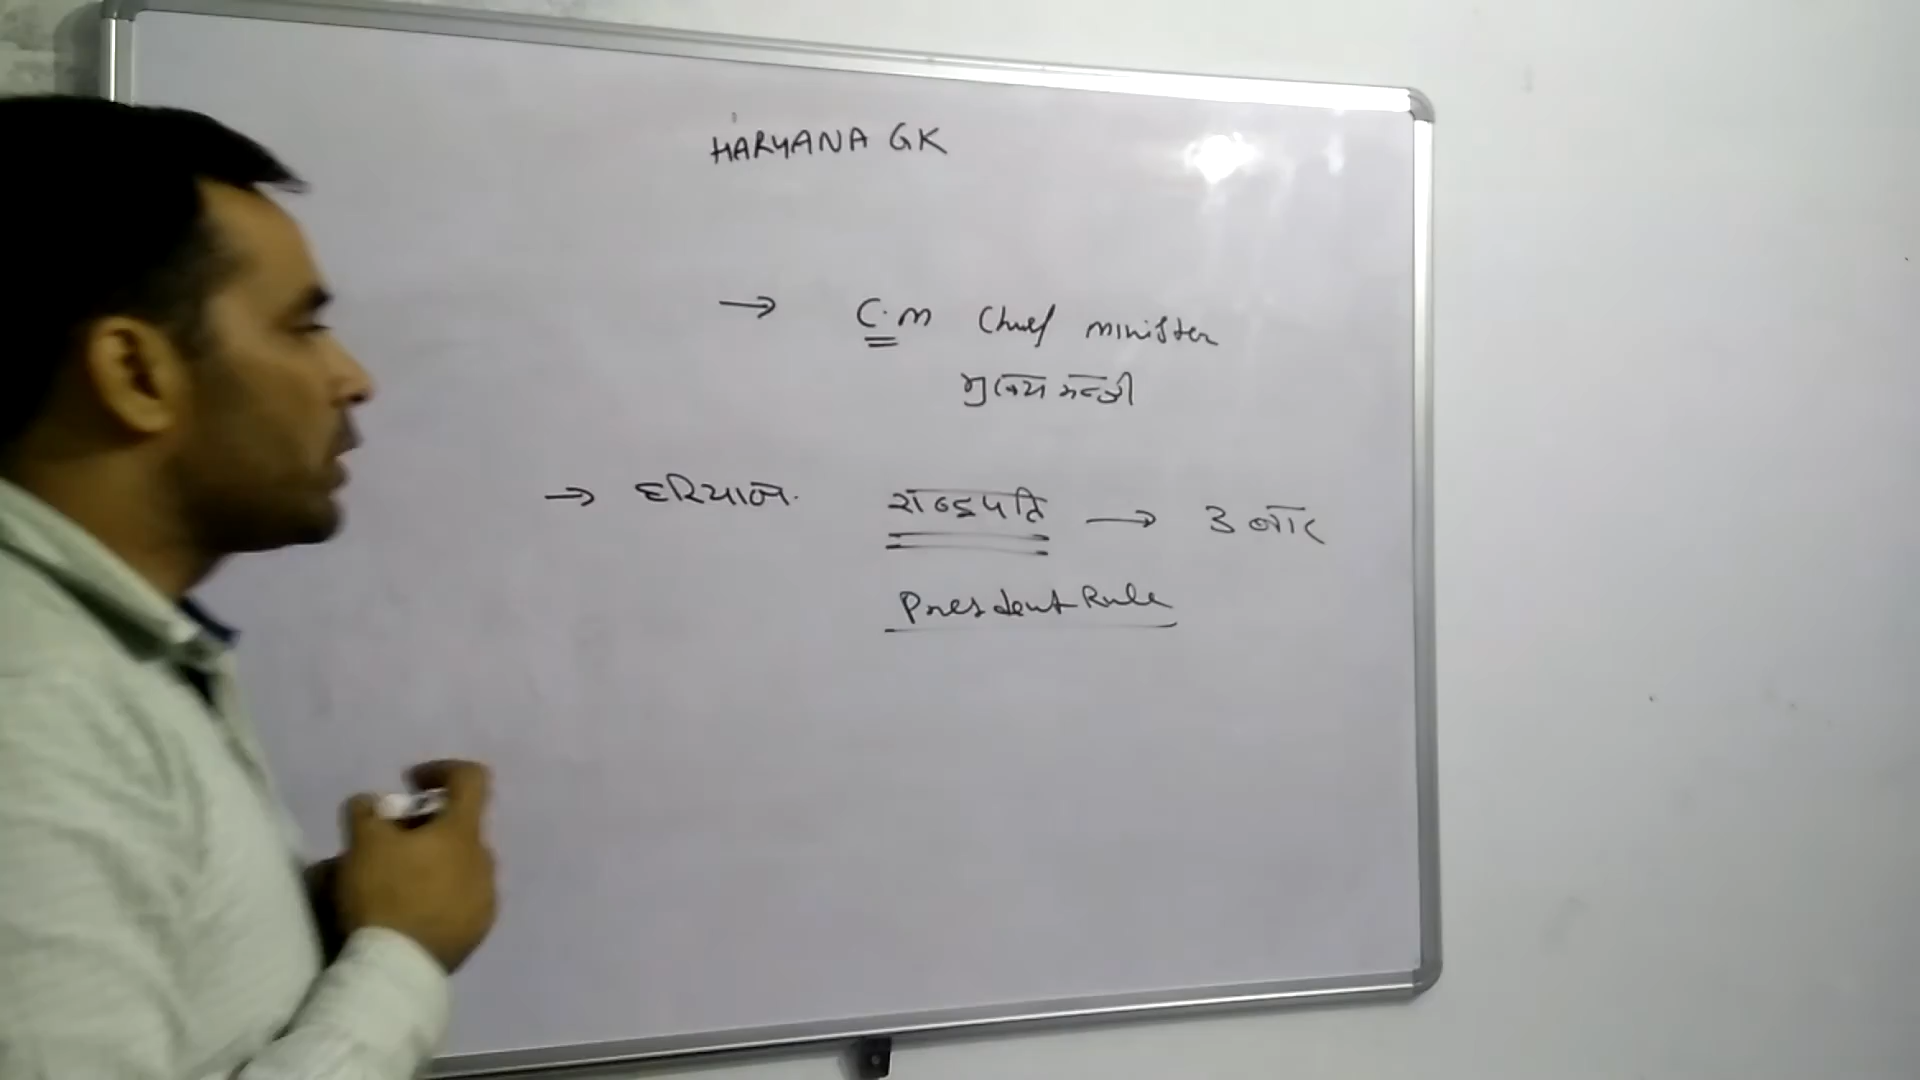 HARYANA GK
→ C.M Chief minister
मुख्य मन्त्री
→ हरियाणा राष्ट्रपति → 3 बार
President Rule